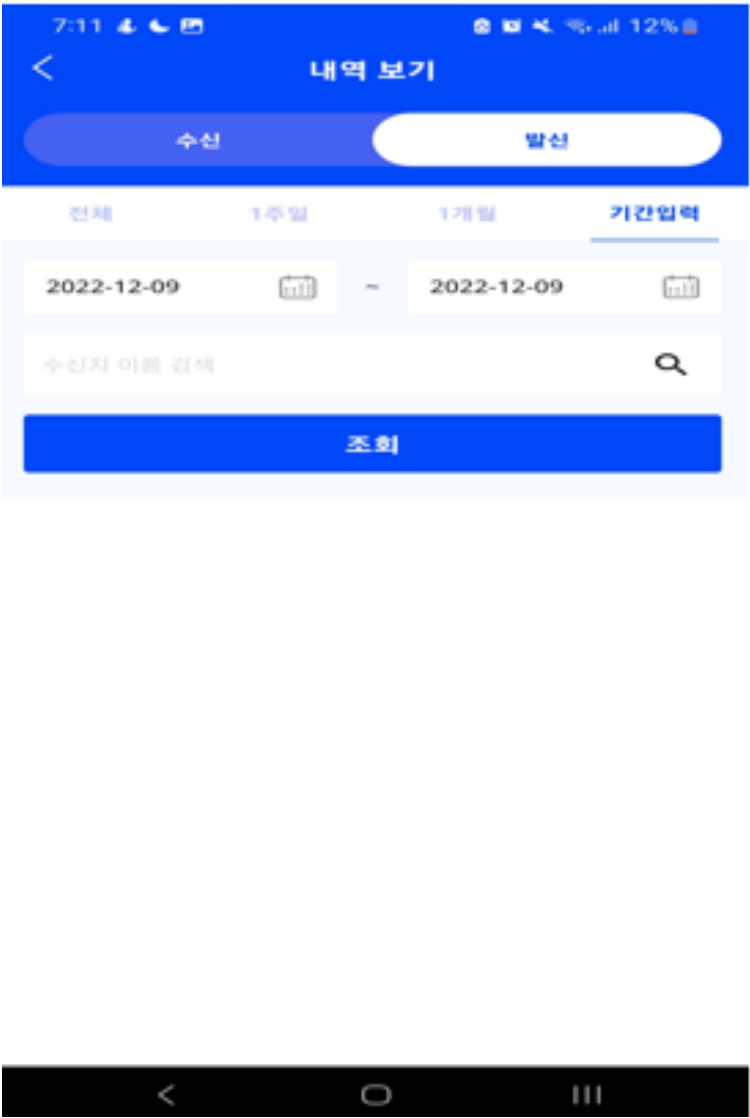 7:11 12%
내역 보기
수신 발신
전체 1주일 1개월 기간입력
2022-12-09 ~ 2022-12-09
수신자 이름 검색
조회